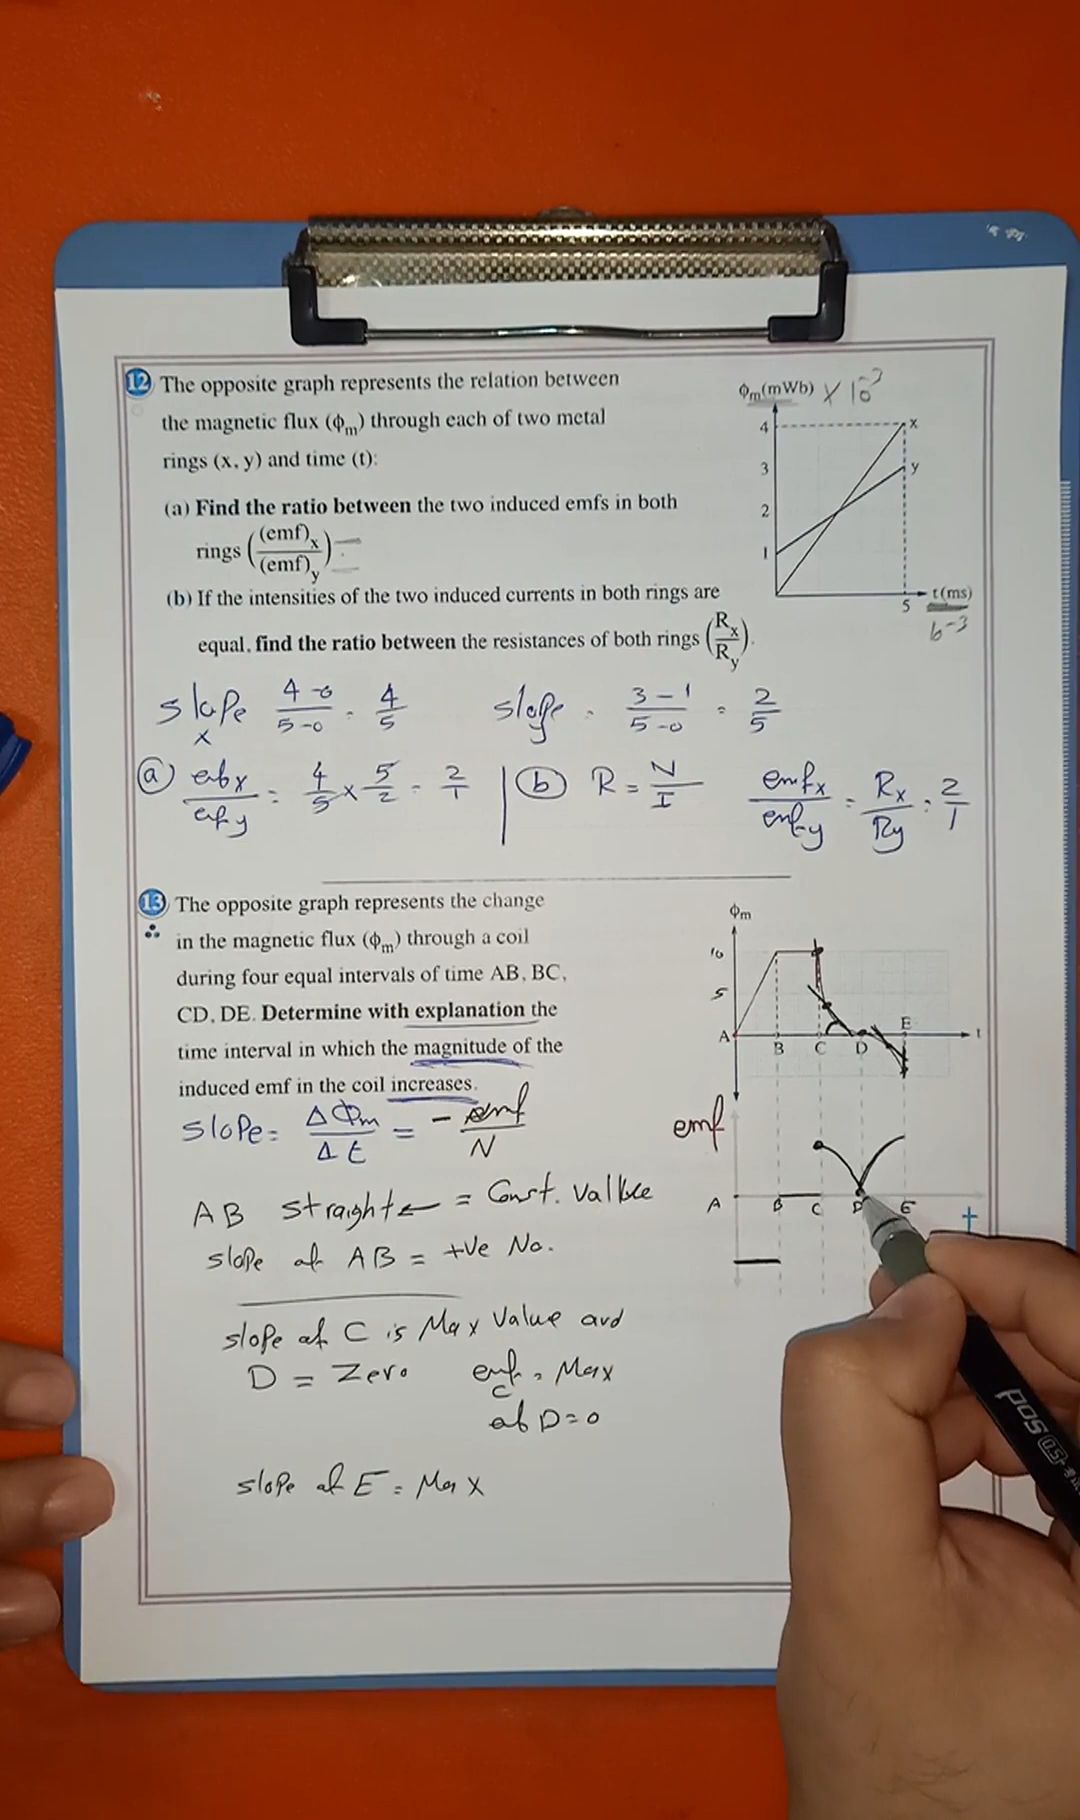 12 The opposite graph represents the relation between
the magnetic flux (ϕm) through each of two metal
rings (x, y) and time (t):
(a) Find the ratio between the two induced emfs in both
rings ((emf)x / (emf)y) =
(b) If the intensities of the two induced currents in both rings are
equal, find the ratio between the resistances of both rings (Rx / Ry).
ϕm(mWb) × 10^-3
4
x
3
y
2
1
5
t(ms)
slope x 4-0 / 5-0 = 4/5
slope y = 3-1 / 5-0 = 2/5
(a) emfx / emfy = 4/5 × 5/2 = 2/1
(b) R = V/I
emfx / emfy = Rx / Ry = 2/1
13 The opposite graph represents the change
in the magnetic flux (ϕm) through a coil
during four equal intervals of time AB, BC,
CD, DE. Determine with explanation the
time interval in which the magnitude of the
induced emf in the coil increases.
ϕm
10
5
A
B
C
D
E
t
slope = Δϕm / Δt = - emf / N
emf
A
B
C
D
E
+
AB straight ← = Const. Value
slope at AB = +ve No.
slope at C is Max Value and
D = Zero
emf C = Max
at D = 0
slope at E = Max
pos 0.5